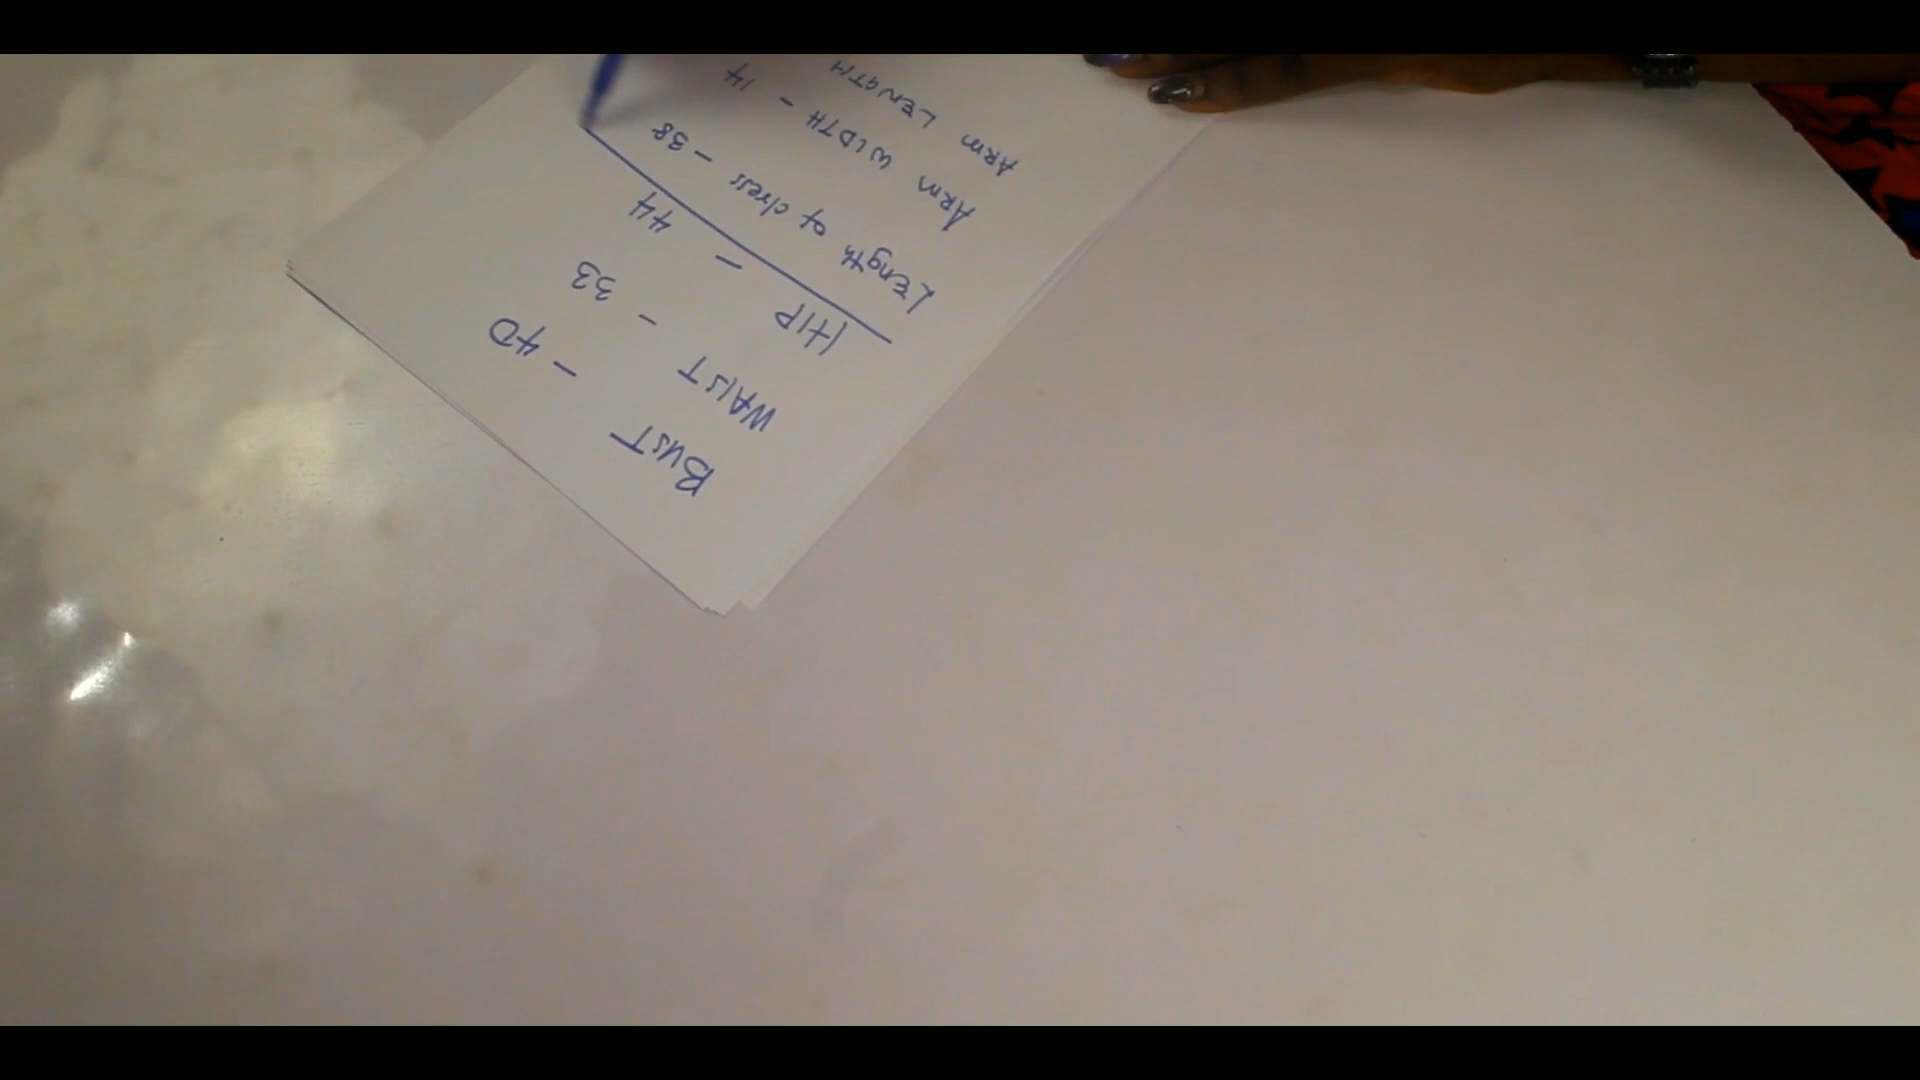 BUST - 40
WAIST - 33
HIP - 44
LENgth of dress - 38
ARM WIDTH - 14
ARM LENGTH